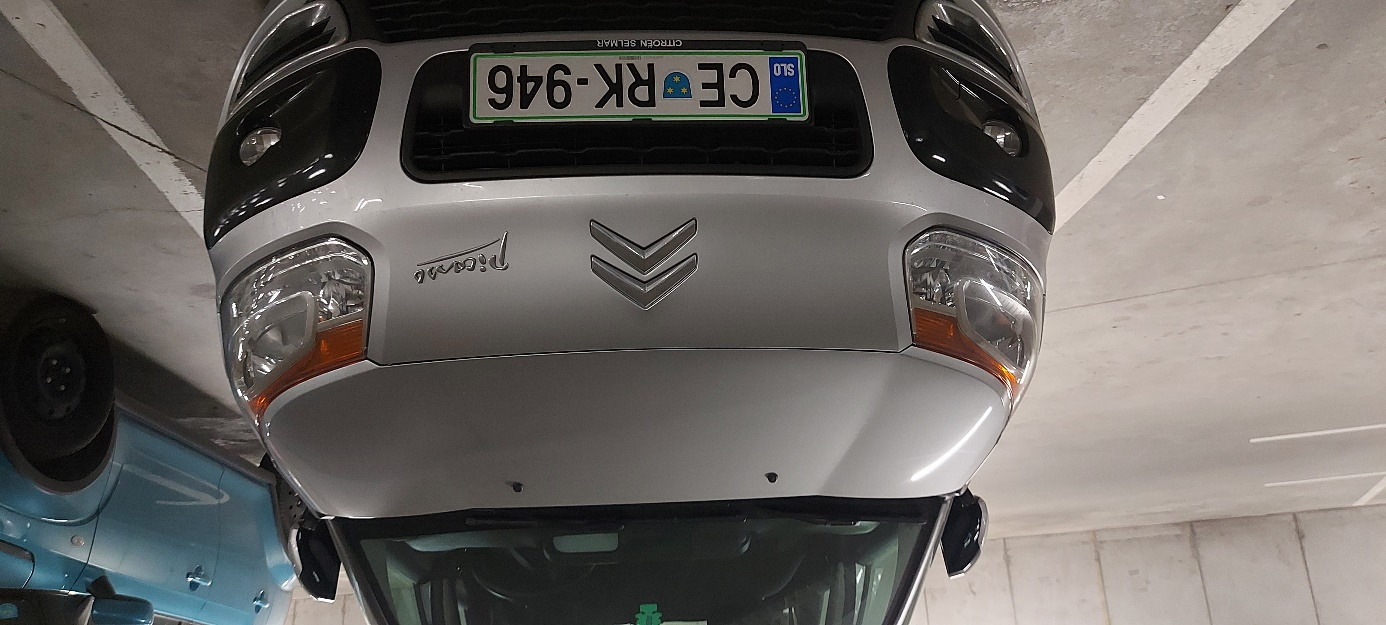 Picasso
SLO CE RK-946
CITROËN SELMAR